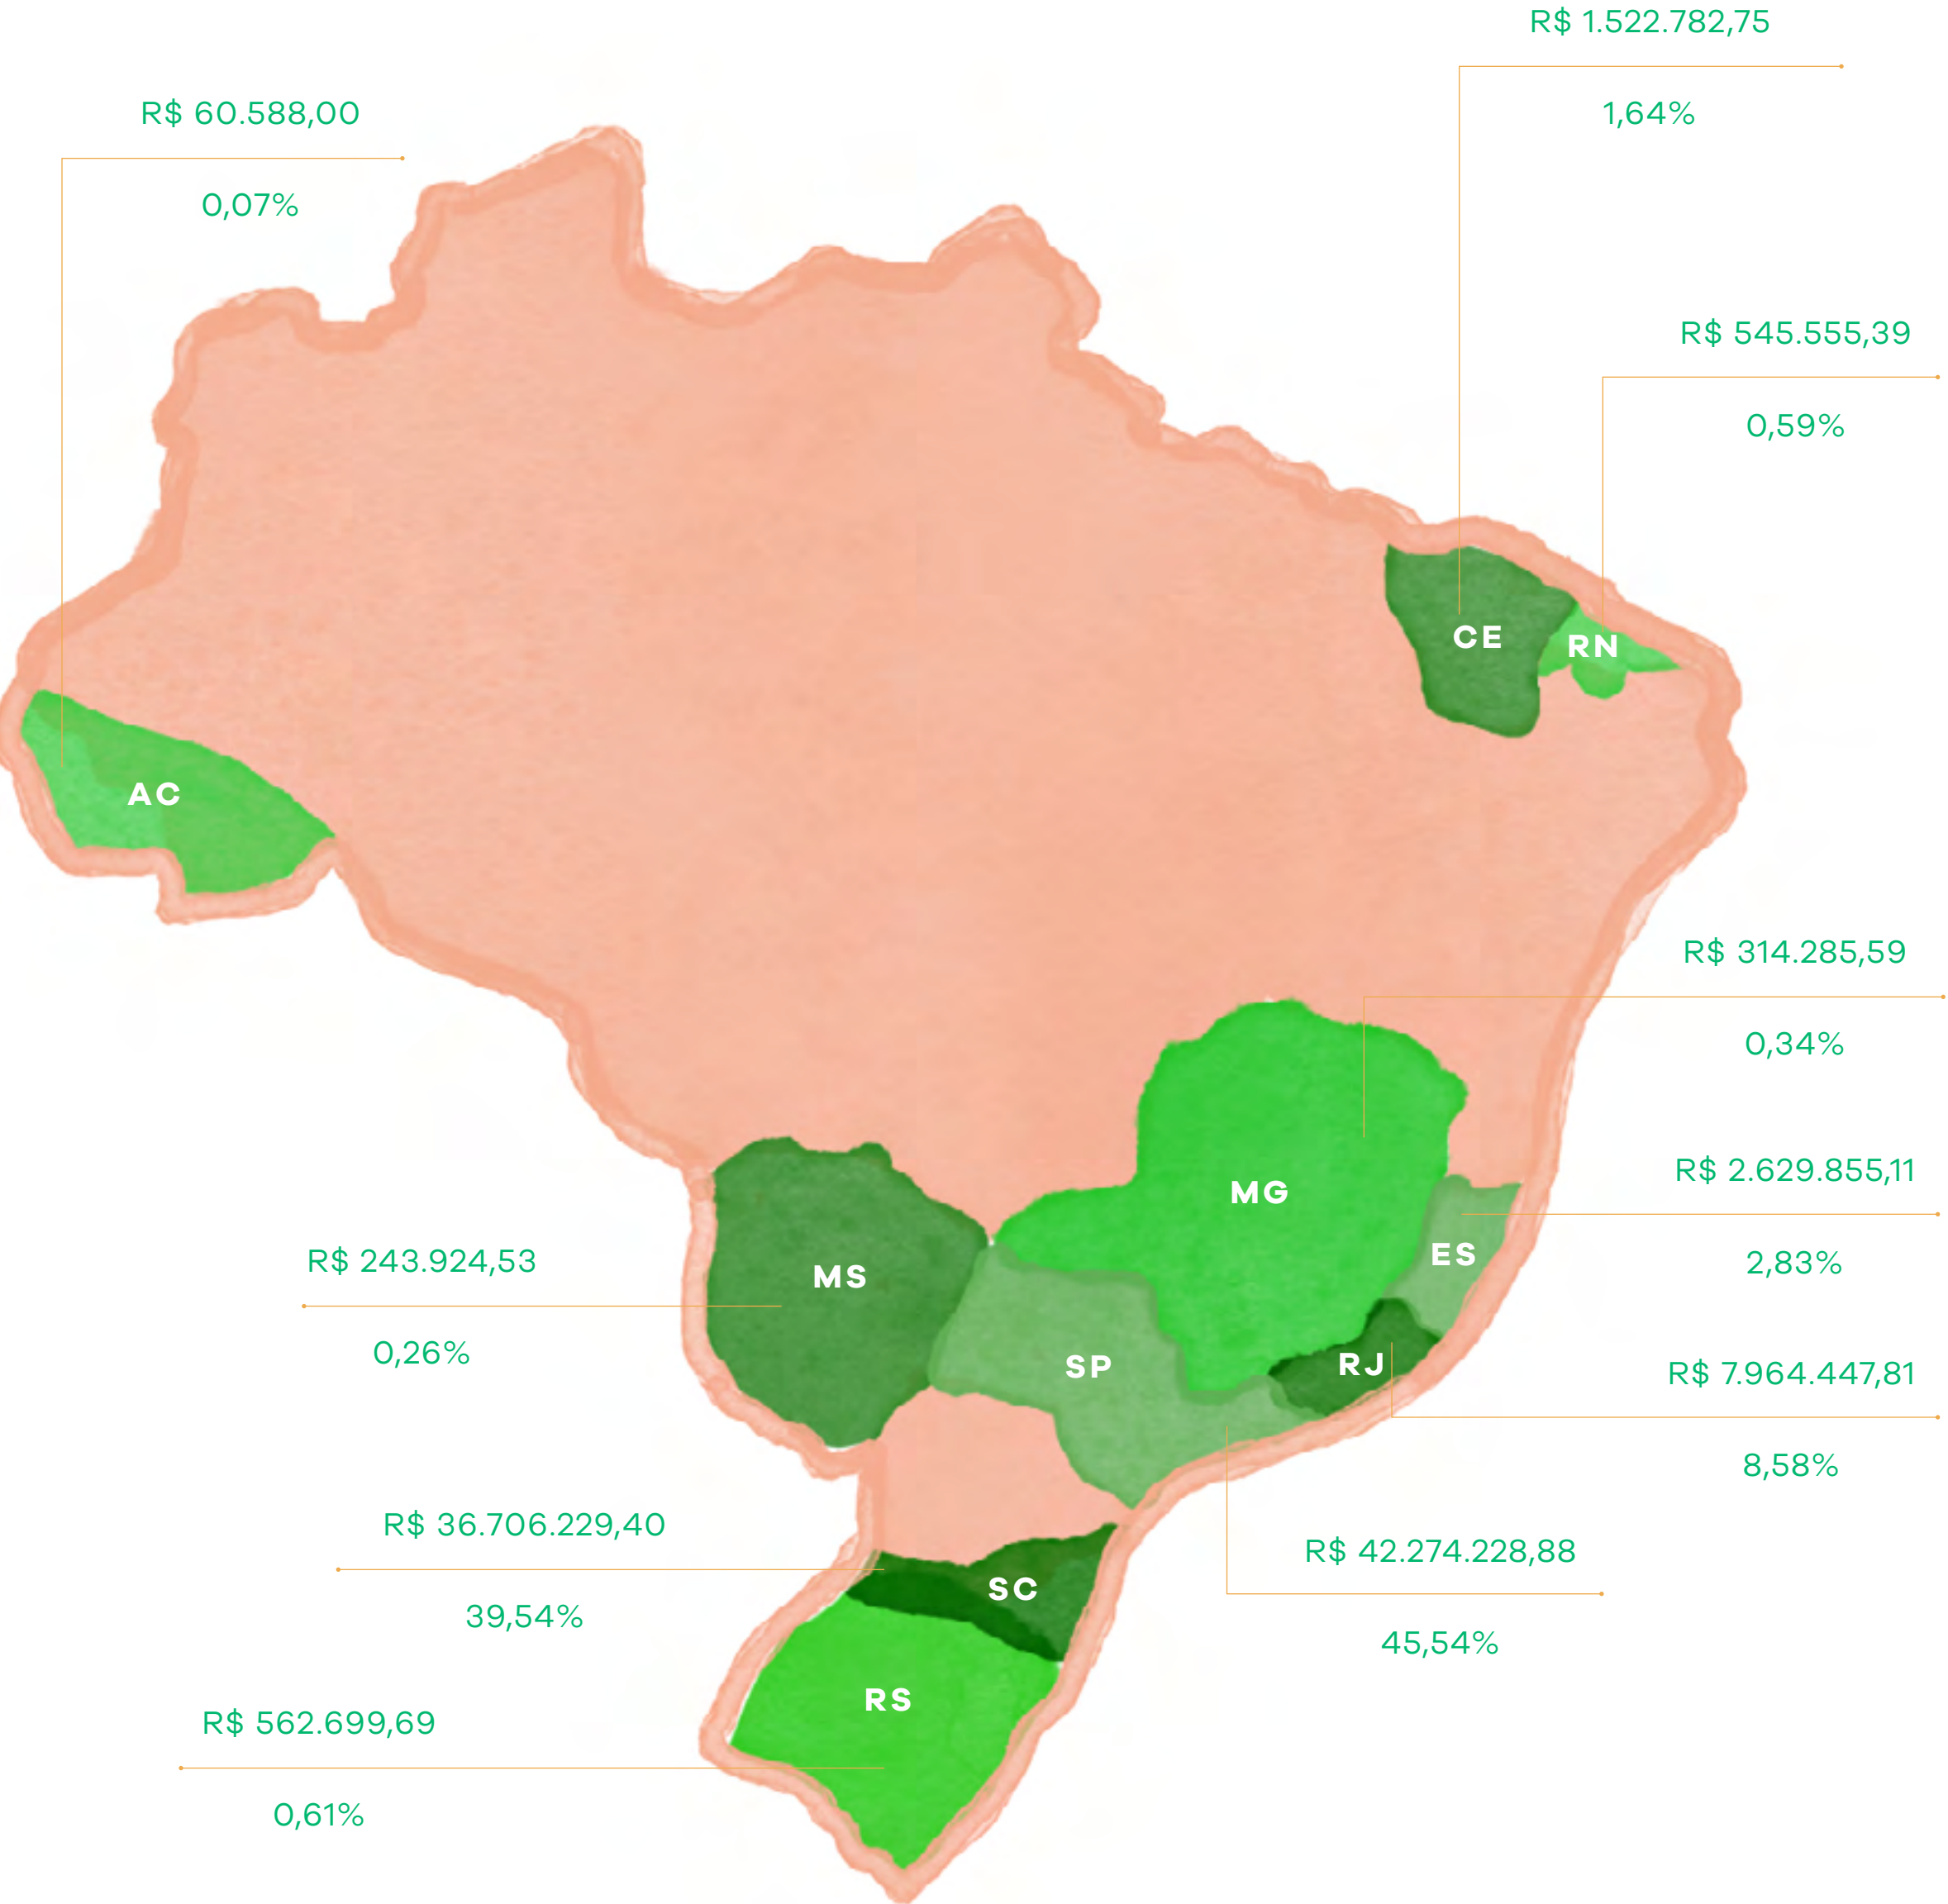 R$ 1.522.782,75
1,64%
R$ 60.588,00
0,07%
R$ 545.555,39
0,59%
CE
RN
AC
R$ 314.285,59
0,34%
MG
R$ 2.629.855,11
ES
2,83%
R$ 243.924,53
MS
0,26%
SP
RJ
R$ 7.964.447,81
8,58%
R$ 36.706.229,40
39,54%
SC
R$ 42.274.228,88
45,54%
RS
R$ 562.699,69
0,61%